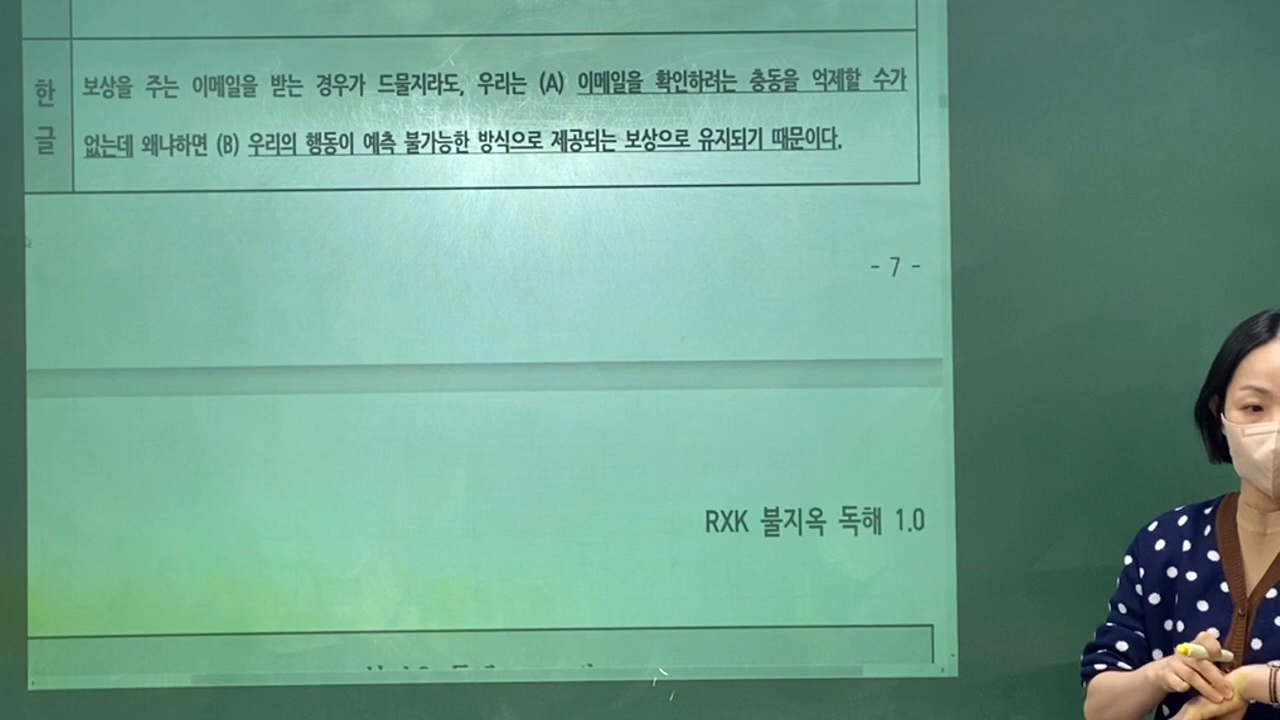 한글
보상을 주는 이메일을 받는 경우가 드물지라도, 우리는 (A) 이메일을 확인하려는 충동을 억제할 수가
없는데 왜냐하면 (B) 우리의 행동이 예측 불가능한 방식으로 제공되는 보상으로 유지되기 때문이다.
- 7 -
RXK 불지옥 독해 1.0